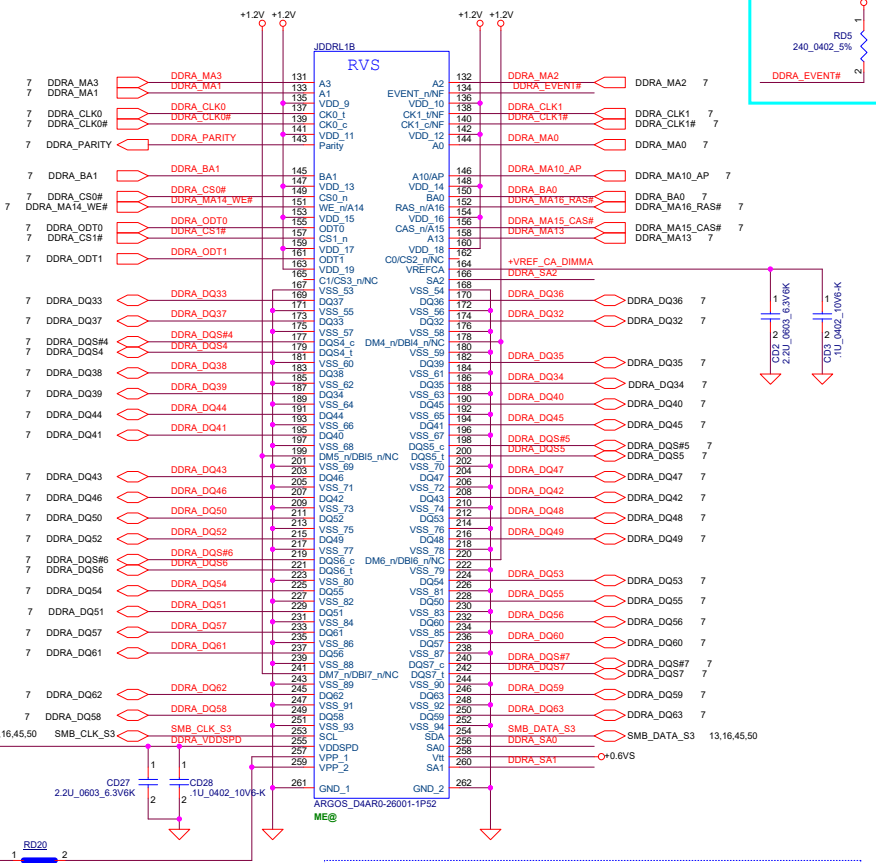 +1.2V +1.2V +1.2V +1.2V
RD5
240_0402_5%
1
2
DDRA_EVENT#
JDDRL1B
RVS
7 DDRA_MA3 DDRA_MA3 131 A3 A2 132 DDRA_MA2 DDRA_MA2 7
7 DDRA_MA1 DDRA_MA1 133 A1 EVENT_n/NF 134 DDRA_EVENT#
135 VDD_9 VDD_10 136
7 DDRA_CLK0 DDRA_CLK0 137 CK0_t CK1_t/NF 138 DDRA_CLK1 DDRA_CLK1 7
7 DDRA_CLK0# DDRA_CLK0# 139 CK0_c CK1_c/NF 140 DDRA_CLK1# DDRA_CLK1# 7
141 VDD_11 VDD_12 142
7 DDRA_PARITY DDRA_PARITY 143 Parity A0 144 DDRA_MA0 DDRA_MA0 7
7 DDRA_BA1 DDRA_BA1 145 BA1 A10/AP 146 DDRA_MA10_AP DDRA_MA10_AP 7
147 VDD_13 VDD_14 148
7 DDRA_CS0# DDRA_CS0# 149 CS0_n BA0 150 DDRA_BA0 DDRA_BA0 7
7 DDRA_MA14_WE# DDRA_MA14_WE# 151 WE_n/A14 RAS_n/A16 152 DDRA_MA16_RAS# DDRA_MA16_RAS# 7
153 VDD_15 VDD_16 154
7 DDRA_ODT0 DDRA_ODT0 155 ODT0 CAS_n/A15 156 DDRA_MA15_CAS# DDRA_MA15_CAS# 7
7 DDRA_CS1# DDRA_CS1# 157 CS1_n A13 158 DDRA_MA13 DDRA_MA13 7
159 VDD_17 VDD_18 160
7 DDRA_ODT1 DDRA_ODT1 161 ODT1 C0/CS2_n/NC 162
163 VDD_19 VREFCA 164 +VREF_CA_DIMMA
165 C1/CS3_n/NC SA2 166 DDRA_SA2
167 VSS_53 VSS_54 168
7 DDRA_DQ33 DDRA_DQ33 169 DQ37 DQ36 170 DDRA_DQ36 DDRA_DQ36 7
171 VSS_55 VSS_56 172
7 DDRA_DQ37 DDRA_DQ37 173 DQ33 DQ32 174 DDRA_DQ32 DDRA_DQ32 7
175 VSS_57 VSS_58 176
7 DDRA_DQS#4 DDRA_DQS#4 177 DQS4_c DM4_n/DBI4_n/NC 178
7 DDRA_DQS4 DDRA_DQS4 179 DQS4_t VSS_59 180
181 VSS_60 DQ39 182 DDRA_DQ35 DDRA_DQ35 7
7 DDRA_DQ38 DDRA_DQ38 183 DQ38 VSS_61 184
185 VSS_62 DQ35 186 DDRA_DQ34 DDRA_DQ34 7
7 DDRA_DQ39 DDRA_DQ39 187 DQ34 VSS_63 188
189 VSS_64 DQ45 190 DDRA_DQ40 DDRA_DQ40 7
7 DDRA_DQ44 DDRA_DQ44 191 DQ44 VSS_65 192
193 VSS_66 DQ41 194 DDRA_DQ45 DDRA_DQ45 7
7 DDRA_DQ41 DDRA_DQ41 195 DQ40 VSS_67 196
197 VSS_68 DQS5_c 198 DDRA_DQS#5 DDRA_DQS#5 7
199 DM5_n/DBI5_n/NC DQS5_t 200 DDRA_DQS5 DDRA_DQS5 7
201 VSS_69 VSS_70 202
7 DDRA_DQ43 DDRA_DQ43 203 DQ46 DQ47 204 DDRA_DQ47 DDRA_DQ47 7
205 VSS_71 VSS_72 206
7 DDRA_DQ46 DDRA_DQ46 207 DQ42 DQ43 208 DDRA_DQ42 DDRA_DQ42 7
209 VSS_73 VSS_74 210
7 DDRA_DQ50 DDRA_DQ50 211 DQ52 DQ53 212 DDRA_DQ48 DDRA_DQ48 7
213 VSS_75 VSS_76 214
7 DDRA_DQ52 DDRA_DQ52 215 DQ49 DQ48 216 DDRA_DQ49 DDRA_DQ49 7
217 VSS_77 VSS_78 218
7 DDRA_DQS#6 DDRA_DQS#6 219 DQS6_c DM6_n/DBI6_n/NC 220
7 DDRA_DQS6 DDRA_DQS6 221 DQS6_t VSS_79 222
223 VSS_80 DQ54 224 DDRA_DQ53 DDRA_DQ53 7
7 DDRA_DQ54 DDRA_DQ54 225 DQ55 VSS_81 226
227 VSS_82 DQ50 228 DDRA_DQ55 DDRA_DQ55 7
7 DDRA_DQ51 DDRA_DQ51 229 DQ51 VSS_83 230
231 VSS_84 DQ60 232 DDRA_DQ56 DDRA_DQ56 7
7 DDRA_DQ57 DDRA_DQ57 233 DQ61 VSS_85 234
235 VSS_86 DQ57 236 DDRA_DQ60 DDRA_DQ60 7
7 DDRA_DQ61 DDRA_DQ61 237 DQ56 VSS_87 238
239 VSS_88 DQS7_c 240 DDRA_DQS#7 DDRA_DQS#7 7
241 DM7_n/DBI7_n/NC DQS7_t 242 DDRA_DQS7 DDRA_DQS7 7
243 VSS_89 VSS_90 244
7 DDRA_DQ62 DDRA_DQ62 245 DQ62 DQ63 246 DDRA_DQ59 DDRA_DQ59 7
247 VSS_91 VSS_92 248
7 DDRA_DQ58 DDRA_DQ58 249 DQ58 DQ59 250 DDRA_DQ63 DDRA_DQ63 7
251 VSS_93 VSS_94 252
,16,45,50 SMB_CLK_S3 SMB_CLK_S3 253 SCL SDA 254 SMB_DATA_S3 SMB_DATA_S3 13,16,45,50
DDRA_VDDSPD 255 VDDSPD SA0 256 DDRA_SA0
257 VPP_1 Vtt 258 +0.6VS
259 VPP_2 SA1 260 DDRA_SA1
261 GND_1 GND_2 262
ARGOS_D4AR0-26001-1P52
ME@
1
2
CD2
2.2U_0603_6.3V6K
1
2
CD3
.1U_0402_10V6-K
1
CD27
2.2U_0603_6.3V6K
2
1
CD28
.1U_0402_10V6-K
2
RD20
1 2